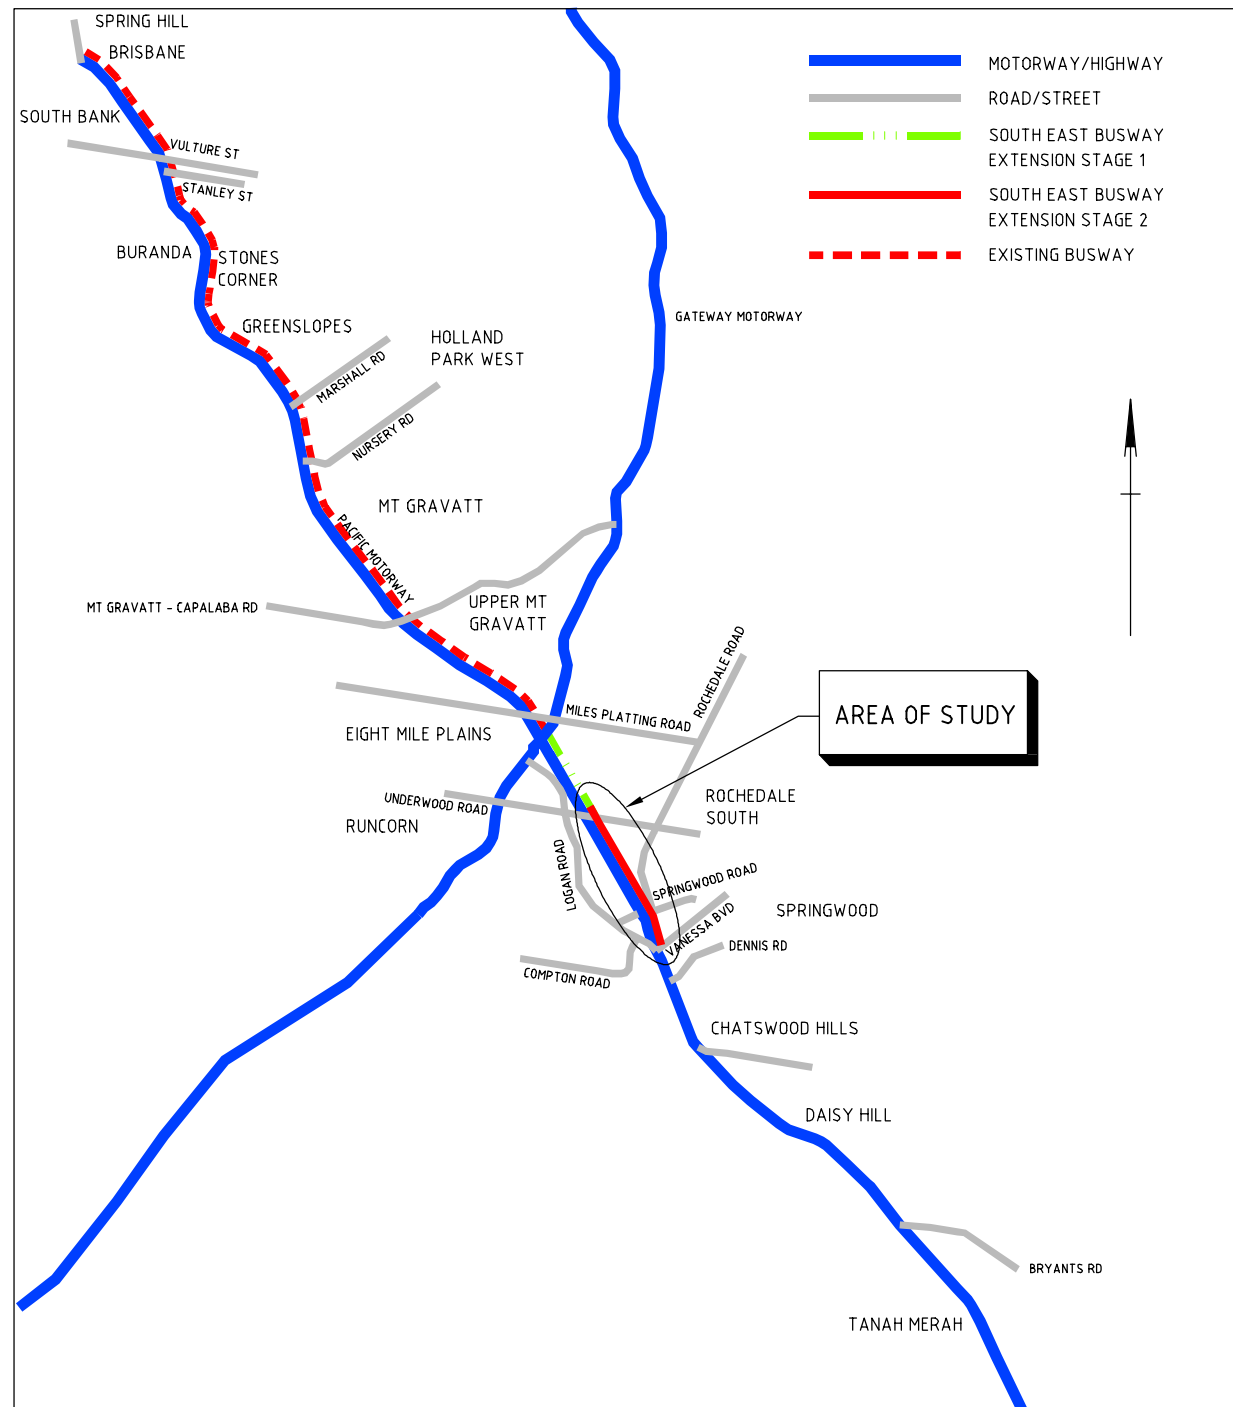 SPRING HILL
BRISBANE
SOUTH BANK
VULTURE ST
STANLEY ST
BURANDA
STONES
CORNER
GREENSLOPES
MARSHALL RD
HOLLAND
PARK WEST
NURSERY RD
MT GRAVATT
PACIFIC MOTORWAY
MT GRAVATT - CAPALABA RD
UPPER MT
GRAVATT
MOTORWAY/HIGHWAY
ROAD/STREET
SOUTH EAST BUSWAY
EXTENSION STAGE 1
SOUTH EAST BUSWAY
EXTENSION STAGE 2
EXISTING BUSWAY
GATEWAY MOTORWAY
ROCHEDALE ROAD
MILES PLATTING ROAD
AREA OF STUDY
EIGHT MILE PLAINS
UNDERWOOD ROAD
RUNCORN
ROCHEDALE
SOUTH
LOGAN ROAD
SPRINGWOOD ROAD
VANESSA BVD
SPRINGWOOD
DENNIS RD
COMPTON ROAD
CHATSWOOD HILLS
DAISY HILL
BRYANTS RD
TANAH MERAH